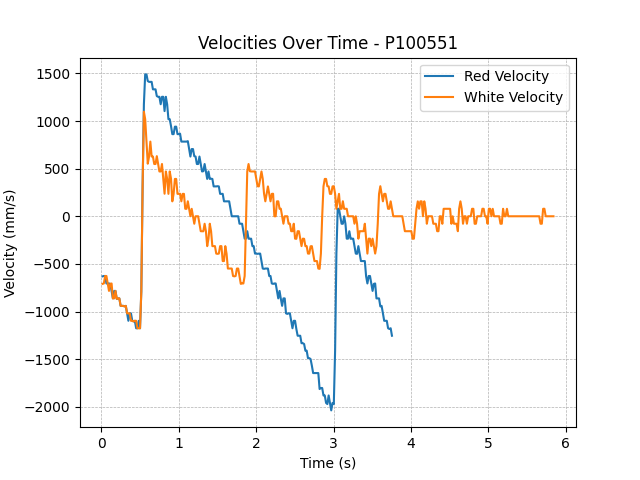 Velocities Over Time - P100551
Red Velocity
White Velocity
1500
1000
500
0
−500
−1000
−1500
−2000
Velocity (mm/s)
0 1 2 3 4 5 6
Time (s)